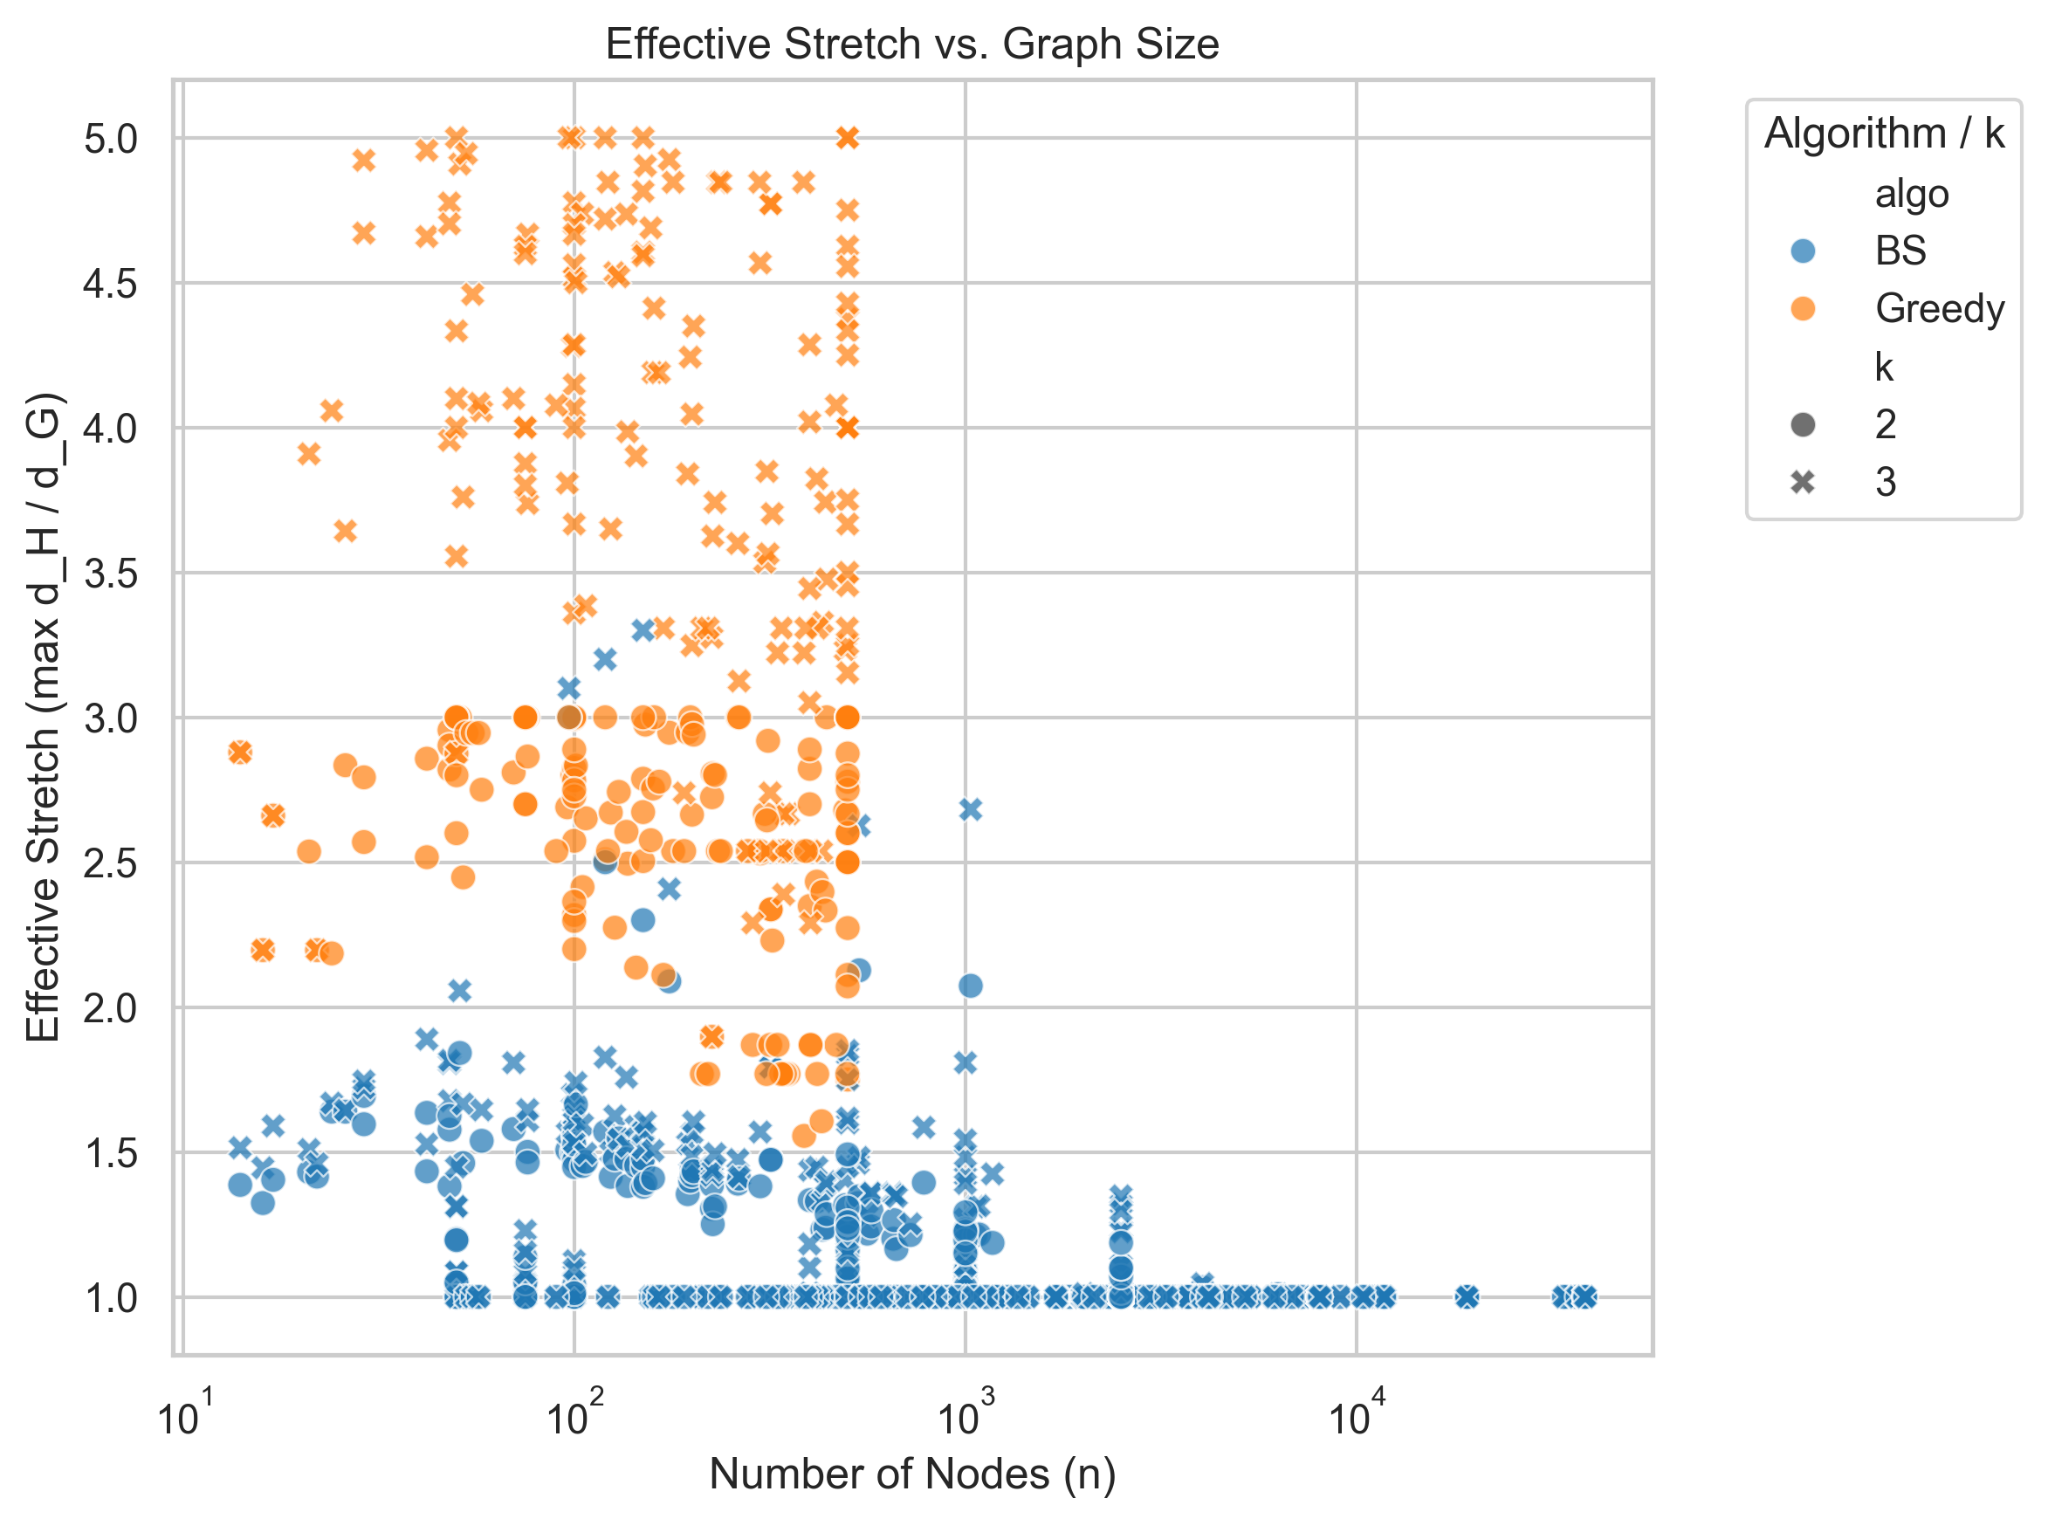 Effective Stretch vs. Graph Size
Effective Stretch (max d_H / d_G)
5.0
4.5
4.0
3.5
3.0
2.5
2.0
1.5
1.0
10^1
10^2
10^3
10^4
Number of Nodes (n)
Algorithm / k
algo
BS
Greedy
k
2
3